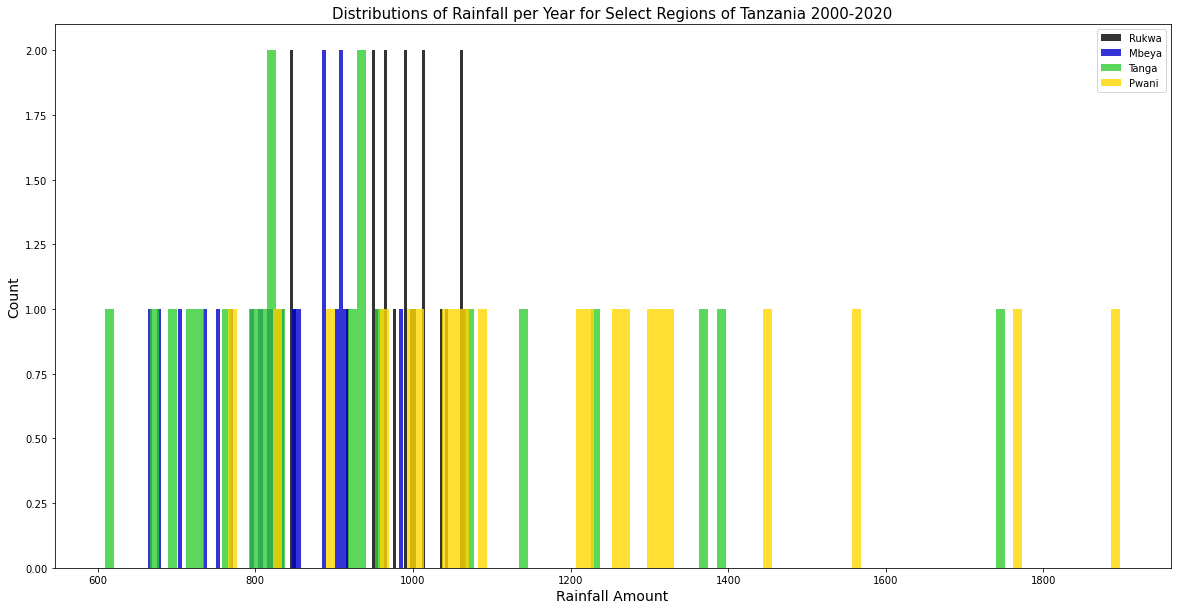 Distributions of Rainfall per Year for Select Regions of Tanzania 2000-2020
Rukwa
Mbeya
Tanga
Pwani
Count
2.00
1.75
1.50
1.25
1.00
0.75
0.50
0.25
0.00
600 800 1000 1200 1400 1600 1800
Rainfall Amount